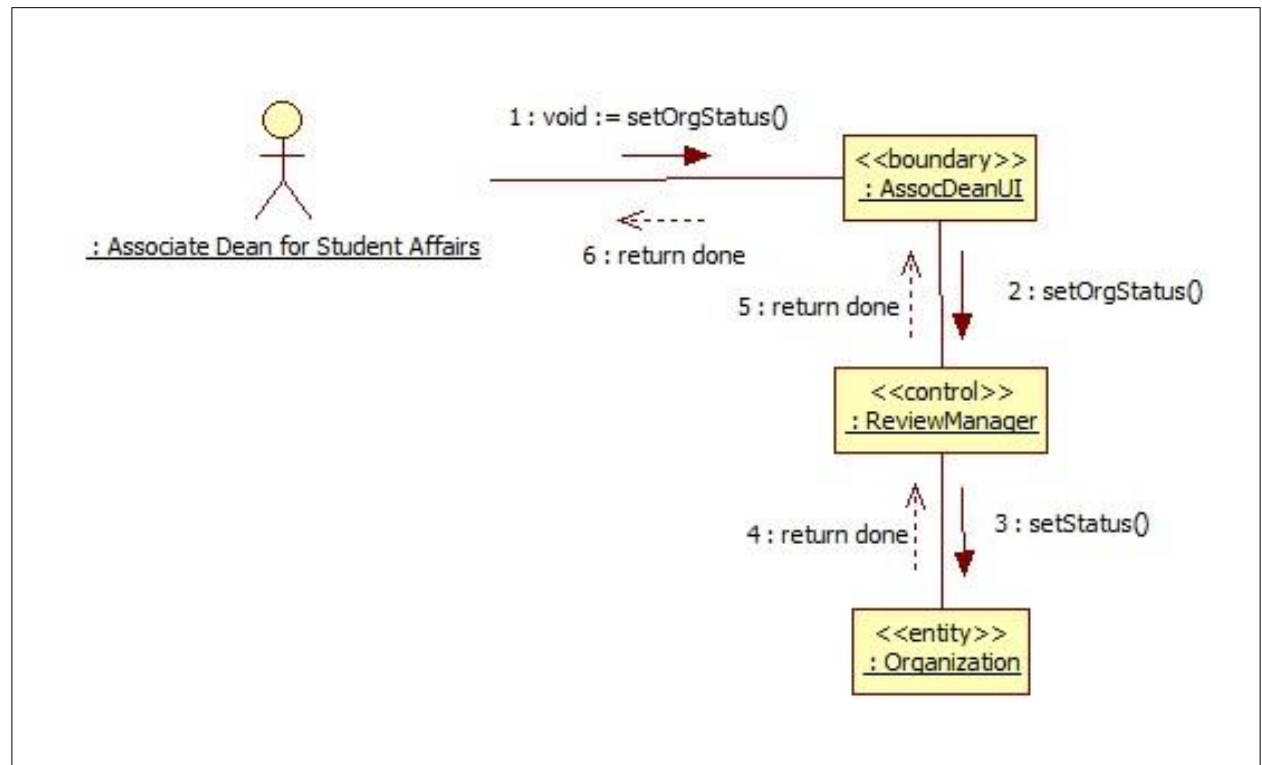 1 : void := setOrgStatus()
<<boundary>>
: AssocDeanUI
: Associate Dean for Student Affairs
6 : return done
5 : return done
2 : setOrgStatus()
<<control>>
: ReviewManager
4 : return done
3 : setStatus()
<<entity>>
: Organization